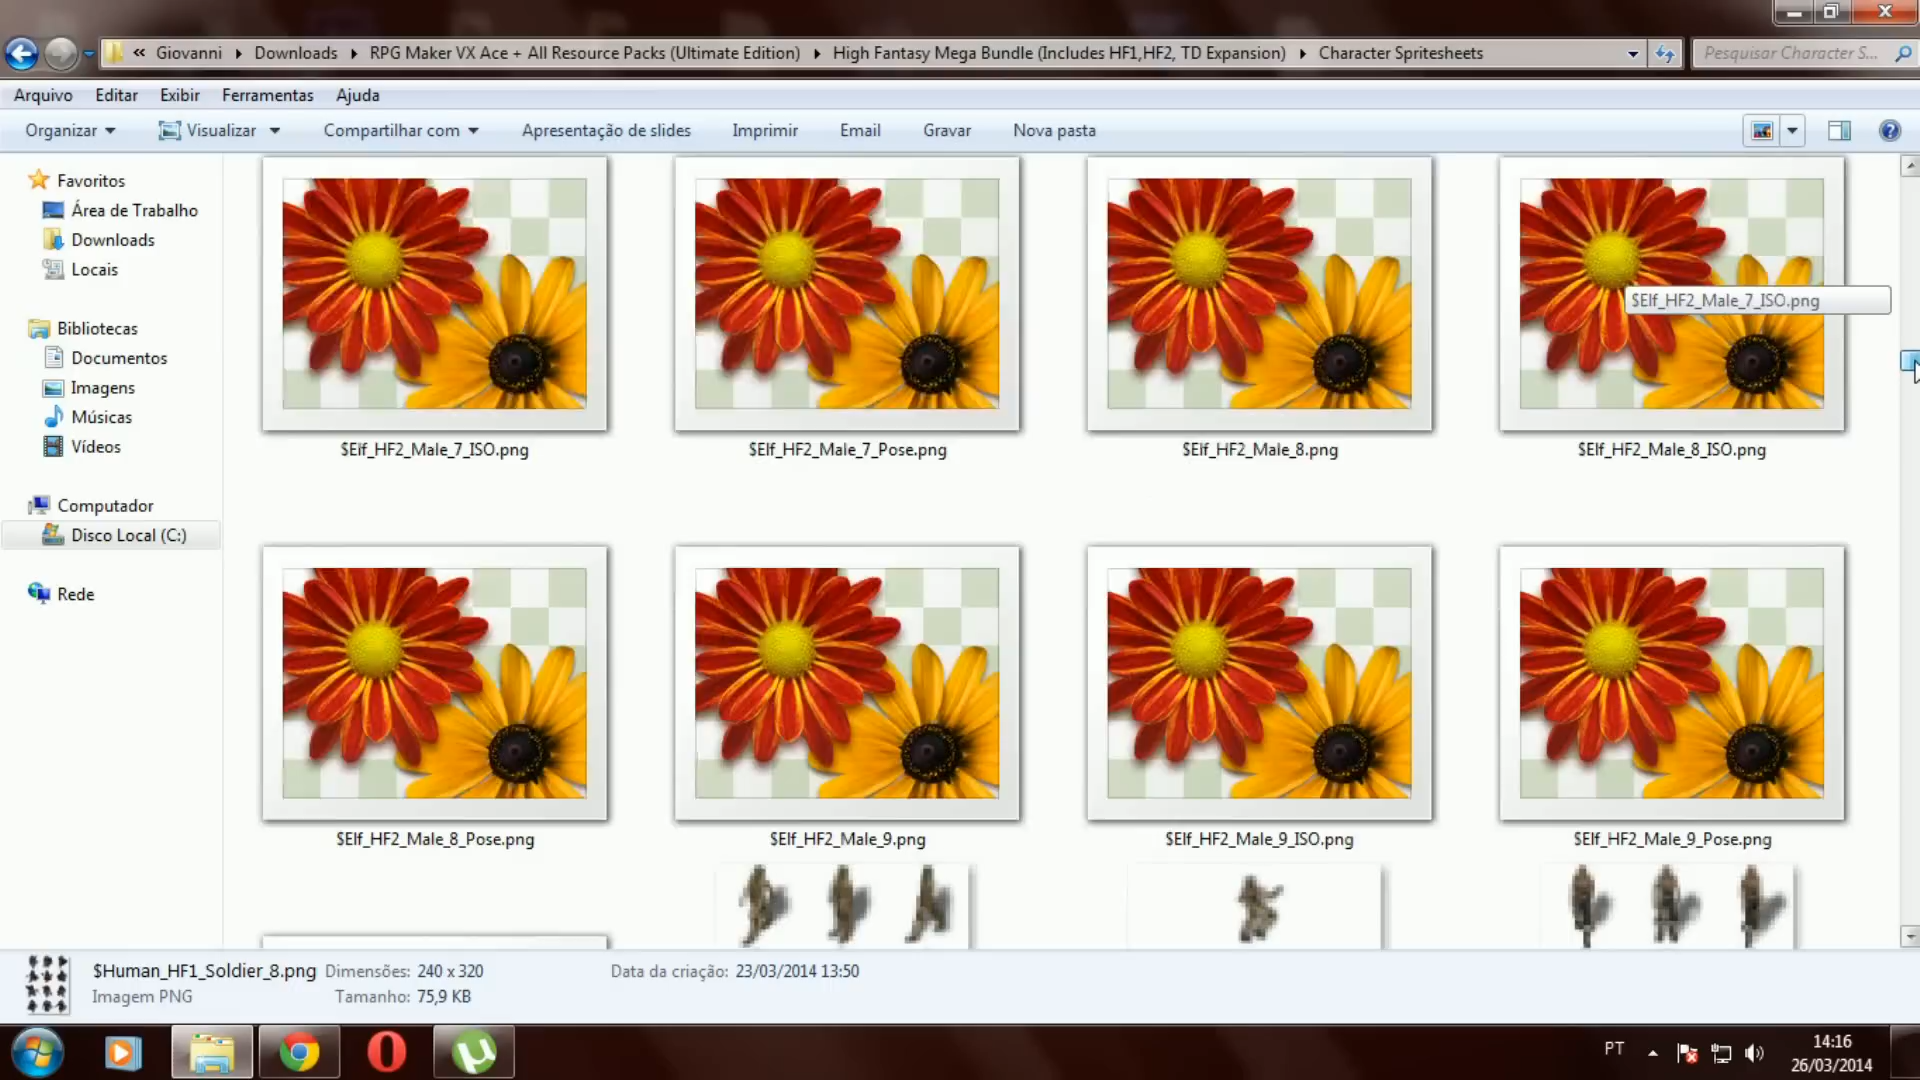 « Giovanni ▸ Downloads ▸ RPG Maker VX Ace + All Resource Packs (Ultimate Edition) ▸ High Fantasy Mega Bundle (Includes HF1,HF2, TD Expansion) ▸ Character Spritesheets
Pesquisar Character S...
Arquivo Editar Exibir Ferramentas Ajuda
Organizar Visualizar Compartilhar com Apresentação de slides Imprimir Email Gravar Nova pasta
Favoritos
Área de Trabalho
Downloads
Locais
Bibliotecas
Documentos
Imagens
Músicas
Vídeos
Computador
Disco Local (C:)
Rede
$Elf_HF2_Male_7_ISO.png
$Elf_HF2_Male_7_ISO.png $Elf_HF2_Male_7_Pose.png $Elf_HF2_Male_8.png $Elf_HF2_Male_8_ISO.png
$Elf_HF2_Male_8_Pose.png $Elf_HF2_Male_9.png $Elf_HF2_Male_9_ISO.png $Elf_HF2_Male_9_Pose.png
$Human_HF1_Soldier_8.png Dimensões: 240 x 320 Data da criação: 23/03/2014 13:50
Imagem PNG Tamanho: 75,9 KB
PT
14:16
26/03/2014